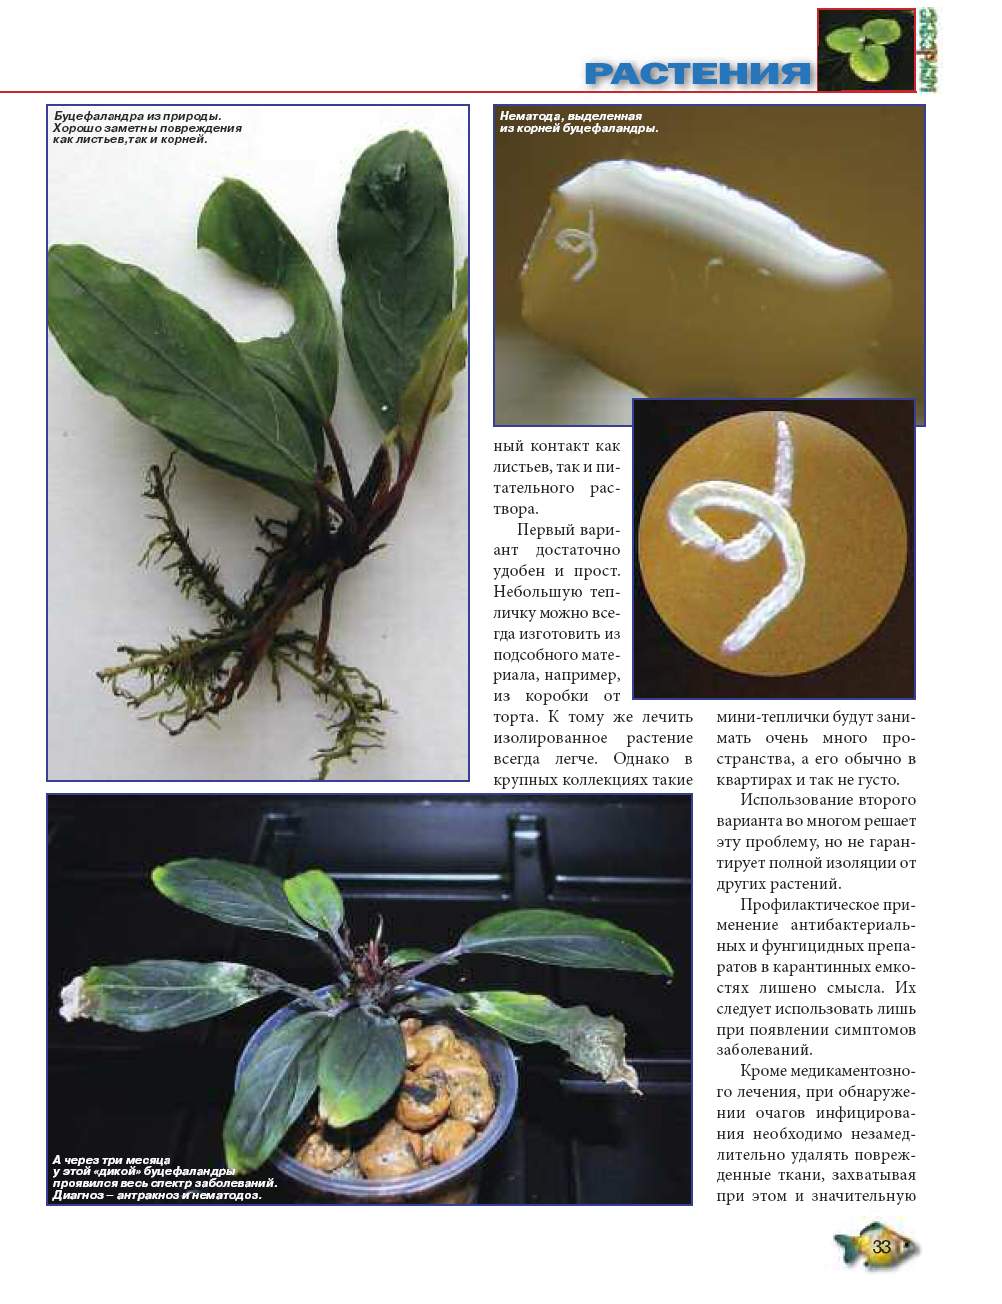 РАСТЕНИЯ
Буцефаландра из природы.
Хорошо заметны повреждения
как листьев,так и корней.
Нематода, выделенная
из корней буцефаландры.
ный контакт как
листьев, так и пи-
тательного рас-
твора.
Первый вари-
ант достаточно
удобен и прост.
Небольшую теп-
личку можно все-
гда изготовить из
подсобного мате-
риала, например,
из коробки от
торта. К тому же лечить
изолированное растение
всегда легче. Однако в
крупных коллекциях такие
мини-теплички будут зани-
мать очень много про-
странства, а его обычно в
квартирах и так не густо.
Использование второго
варианта во многом решает
эту проблему, но не гаран-
тирует полной изоляции от
других растений.
Профилактическое при-
менение антибактериаль-
ных и фунгицидных препа-
ратов в карантинных емко-
стях лишено смысла. Их
следует использовать лишь
при появлении симптомов
заболеваний.
Кроме медикаментозно-
го лечения, при обнаруже-
нии очагов инфицирова-
ния необходимо незамед-
лительно удалять повреж-
денные ткани, захватывая
при этом и значительную
А через три месяца
у этой «дикой» буцефаландры
проявился весь спектр заболеваний.
Диагноз – антракноз и нематодоз.
33